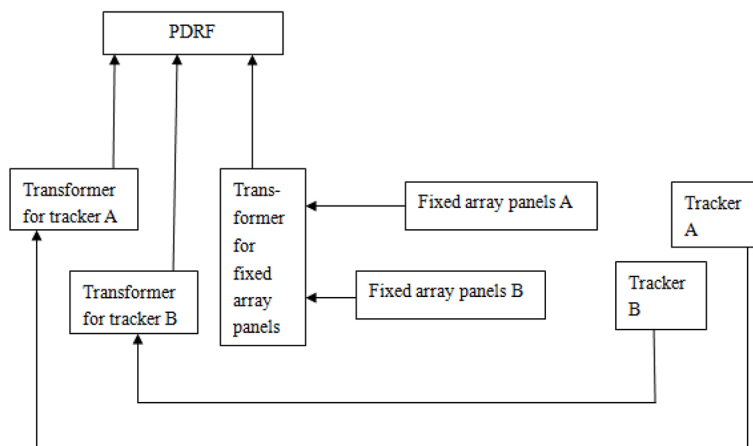 PDRF
Transformer
for tracker A
Trans-
former
for
fixed
array
panels
Fixed array panels A
Tracker
A
Transformer
for tracker B
Fixed array panels B
Tracker
B